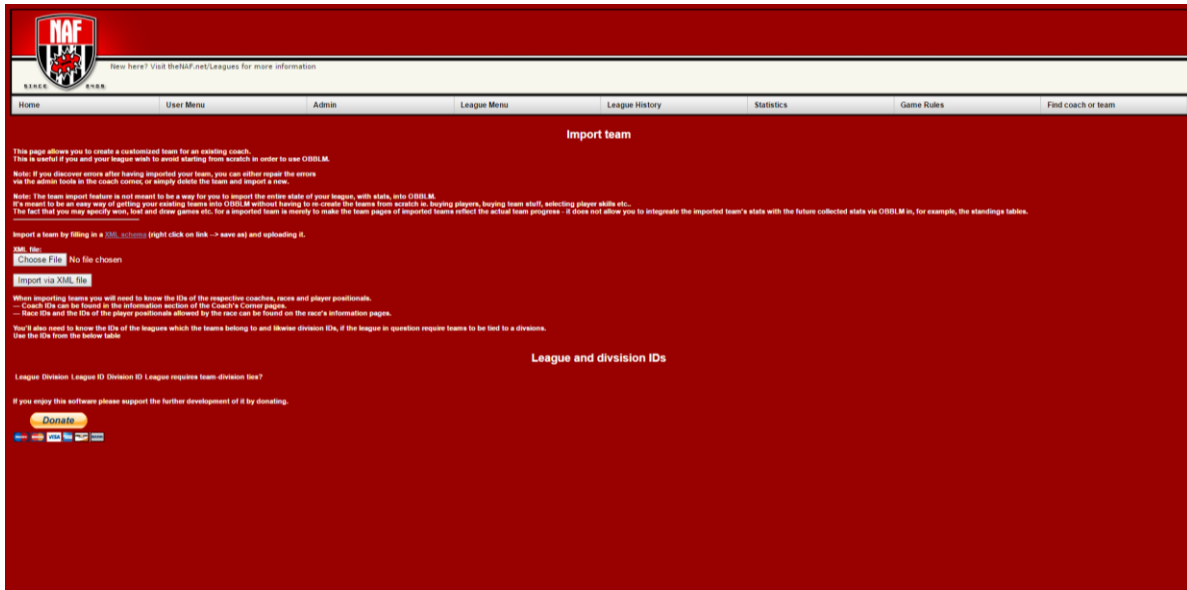 NAF
SINCE
New here? Visit theNAF.net/Leagues for more information
Home User Menu Admin League Menu League History Statistics Game Rules Find coach or team
Import team
This page allows you to create a customized team for an existing coach.
This is useful if you and your league wish to avoid starting from scratch in order to use OBBLM.
Note: If you discover errors after having imported your team, you can either repair the errors
via the admin tools in the coach corner, or simply delete the team and import a new.
Note: The team import feature is not meant to be a way for you to import the entire state of your league, with stats, into OBBLM.
It's meant to be an easy way of getting your existing teams into OBBLM without having to re-create the teams from scratch ie. buying players, buying team stuff, selecting player skills etc..
The fact that you may specify won, lost and draw games etc. for a imported team is merely to make the team pages of imported teams reflect the actual team progress - it does not allow you to integreate the imported team's stats with the future collected stats via OBBLM in, for example, the standings tables.
Import a team by filling in a XML schema (right click on link --> save as) and uploading it.
XML file:
Choose File No file chosen
Import via XML file
When importing teams you will need to know the IDs of the respective coaches, races and player positionals.
— Coach IDs can be found in the information section of the Coach's Corner pages.
— Race IDs and the IDs of the player positionals allowed by the race can be found on the race's information pages.
You'll also need to know the IDs of the leagues which the teams belong to and likwise division IDs, if the league in question require teams to be tied to a divsions.
Use the IDs from the below table
League and divsision IDs
League Division League ID Division ID League requires team-division ties?
If you enjoy this software please support the further development of it by donating.
Donate
VISA